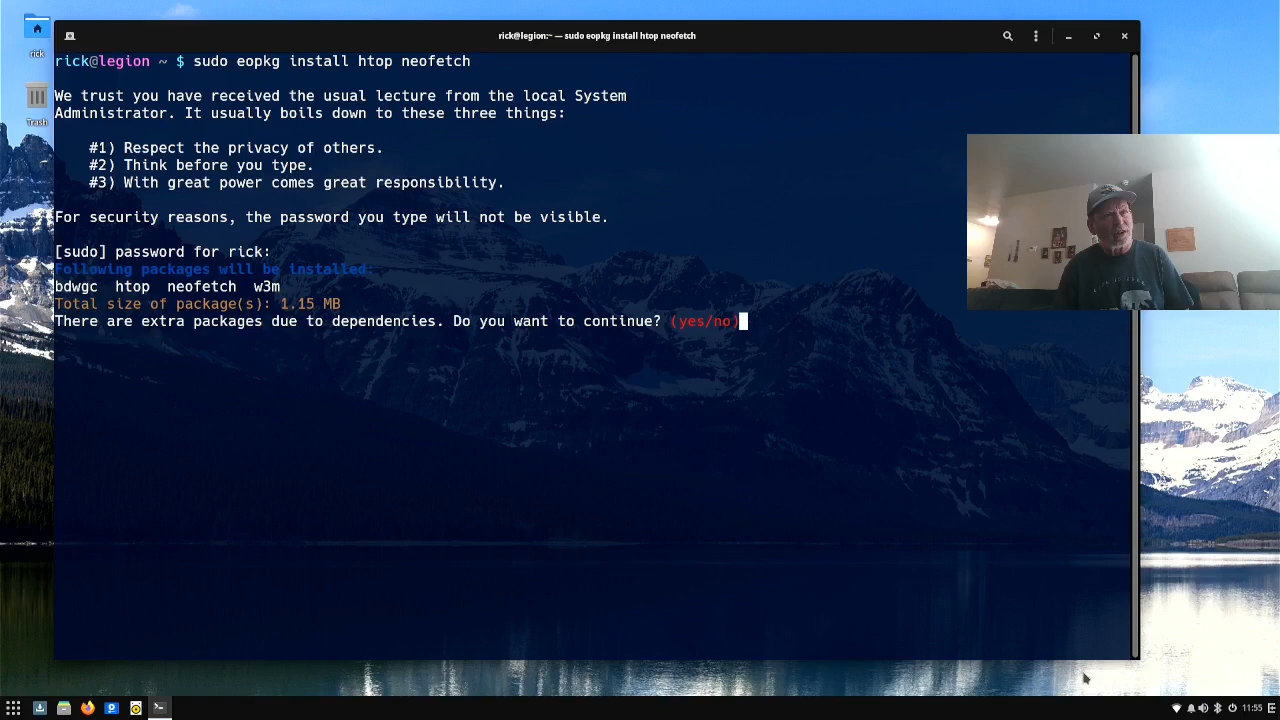 rick@legion:~ — sudo eopkg install htop neofetch
rick
Trash
rick@legion ~ $ sudo eopkg install htop neofetch
We trust you have received the usual lecture from the local System
Administrator. It usually boils down to these three things:
#1) Respect the privacy of others.
#2) Think before you type.
#3) With great power comes great responsibility.
For security reasons, the password you type will not be visible.
[sudo] password for rick:
Following packages will be installed:
bdwgc  htop  neofetch  w3m
Total size of package(s): 1.15 MB
There are extra packages due to dependencies. Do you want to continue? (yes/no)
11:55